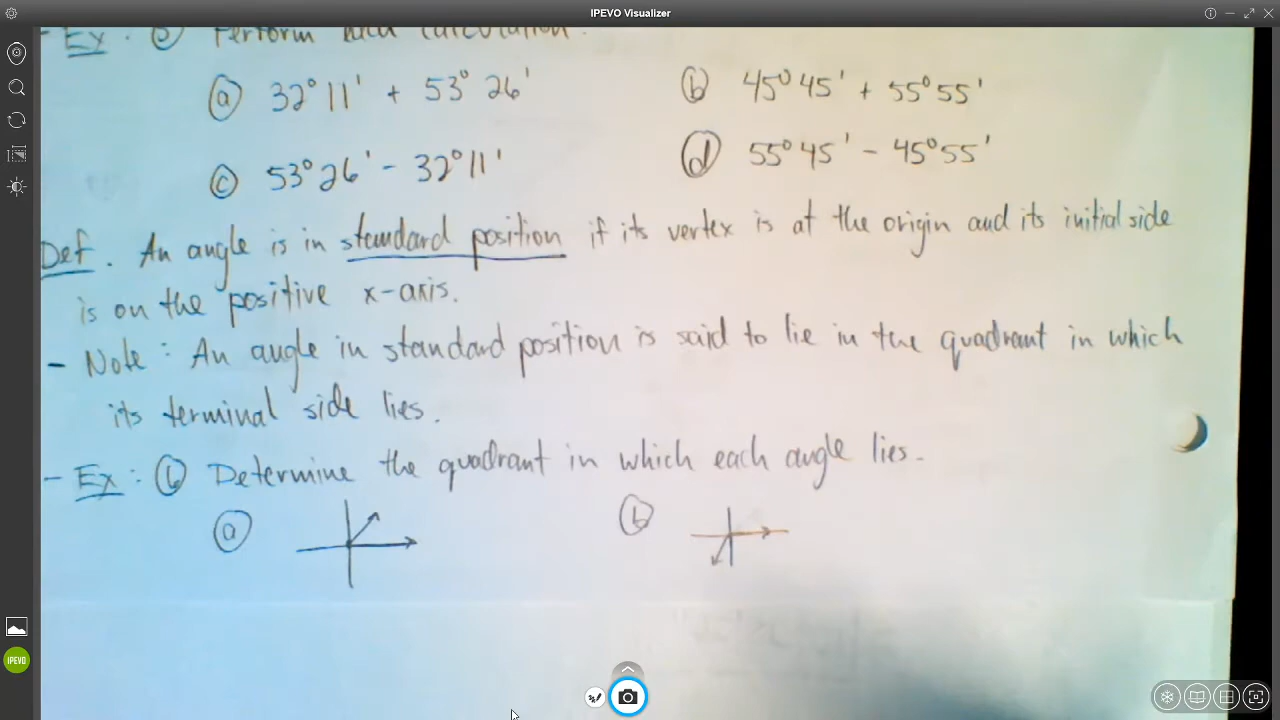 IPEVO Visualizer
- Ex: ⑤ Perform each calculation.
ⓐ 32°11' + 53°26'
ⓑ 45°45' + 55°55'
ⓒ 53°26' - 32°11'
ⓓ 55°45' - 45°55'
Def. An angle is in standard position if its vertex is at the origin and its initial side
is on the positive x-axis.
- Note: An angle in standard position is said to lie in the quadrant in which
its terminal side lies.
- Ex: ⑥ Determine the quadrant in which each angle lies.
ⓐ
ⓑ
IPEVO